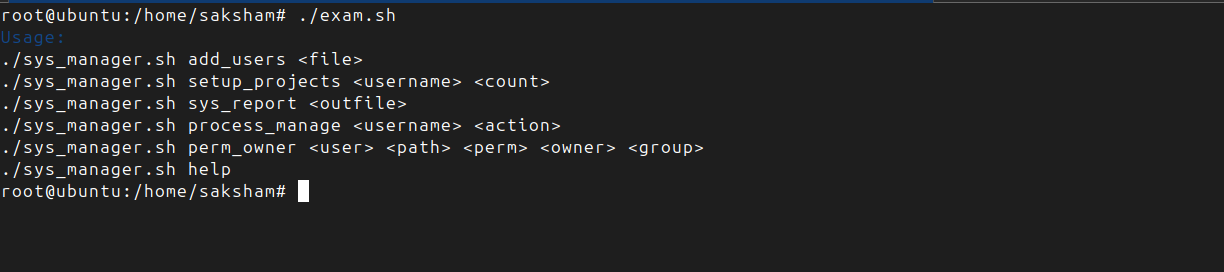 root@ubuntu:/home/saksham# ./exam.sh
Usage:
./sys_manager.sh add_users <file>
./sys_manager.sh setup_projects <username> <count>
./sys_manager.sh sys_report <outfile>
./sys_manager.sh process_manage <username> <action>
./sys_manager.sh perm_owner <user> <path> <perm> <owner> <group>
./sys_manager.sh help
root@ubuntu:/home/saksham#